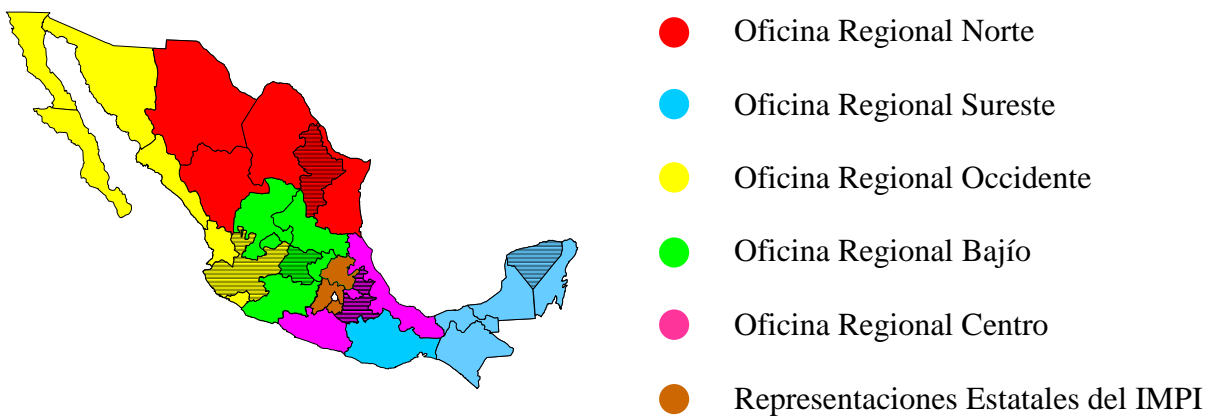 Oficina Regional Norte
Oficina Regional Sureste
Oficina Regional Occidente
Oficina Regional Bajío
Oficina Regional Centro
Representaciones Estatales del IMPI